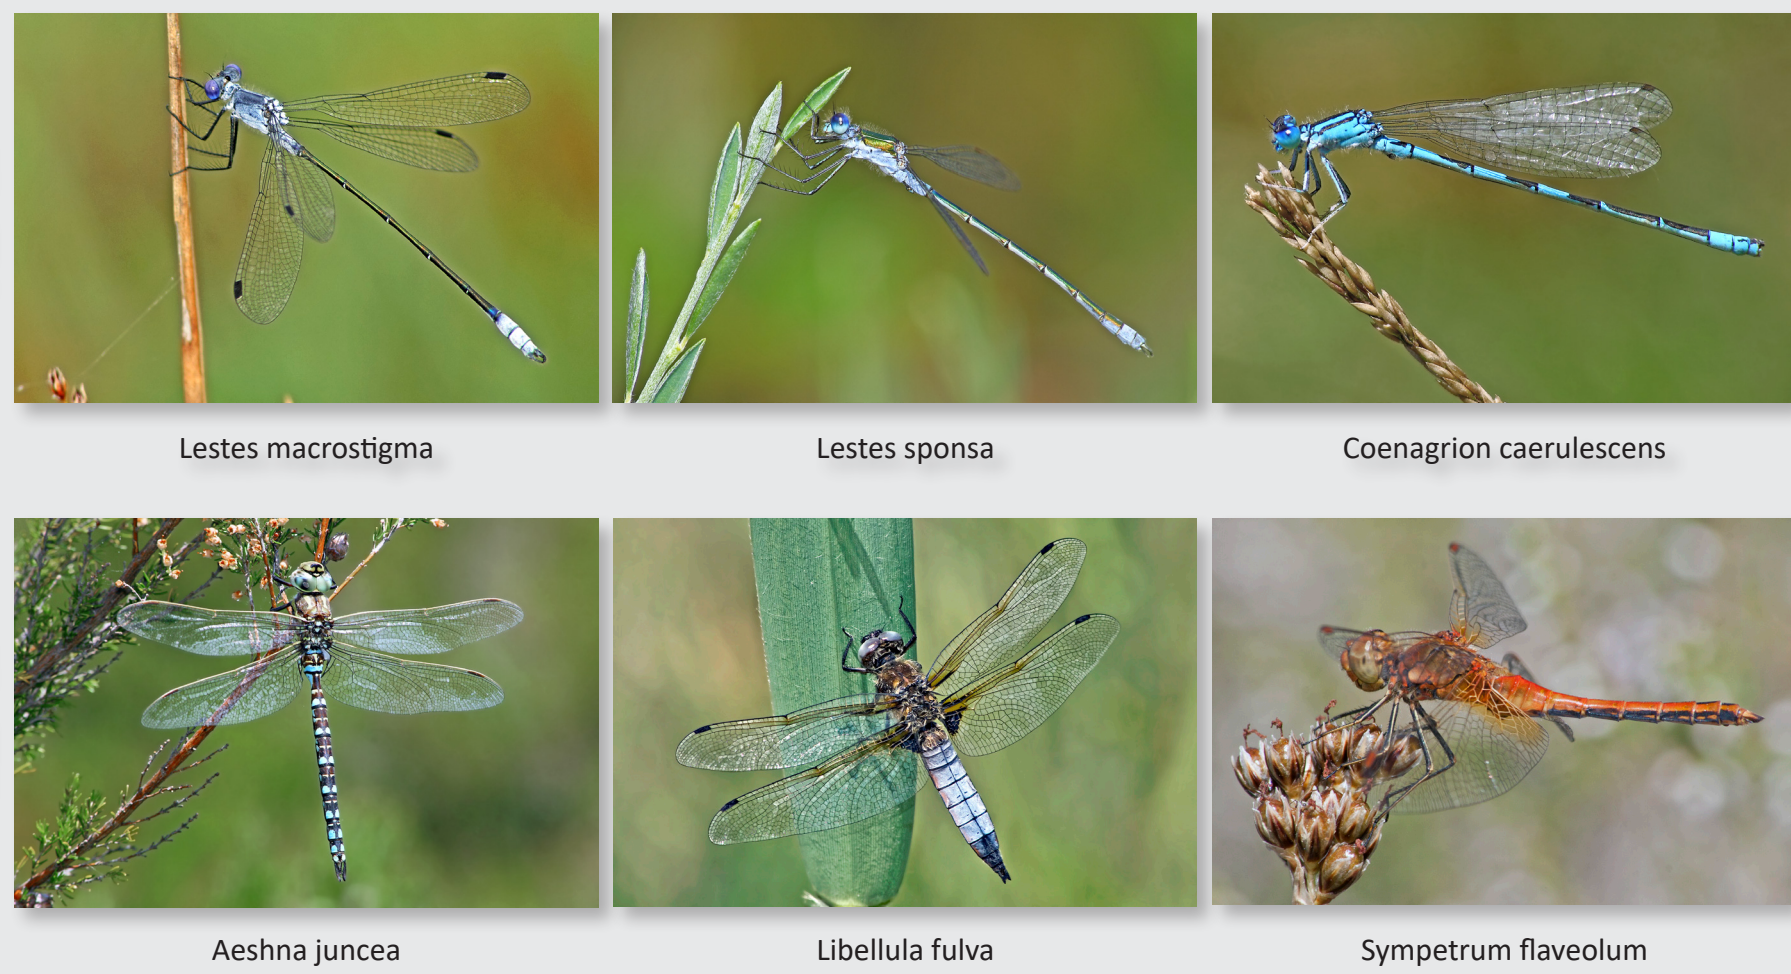 Lestes macrostigma
Lestes sponsa
Coenagrion caerulescens
Aeshna juncea
Libellula fulva
Sympetrum flaveolum